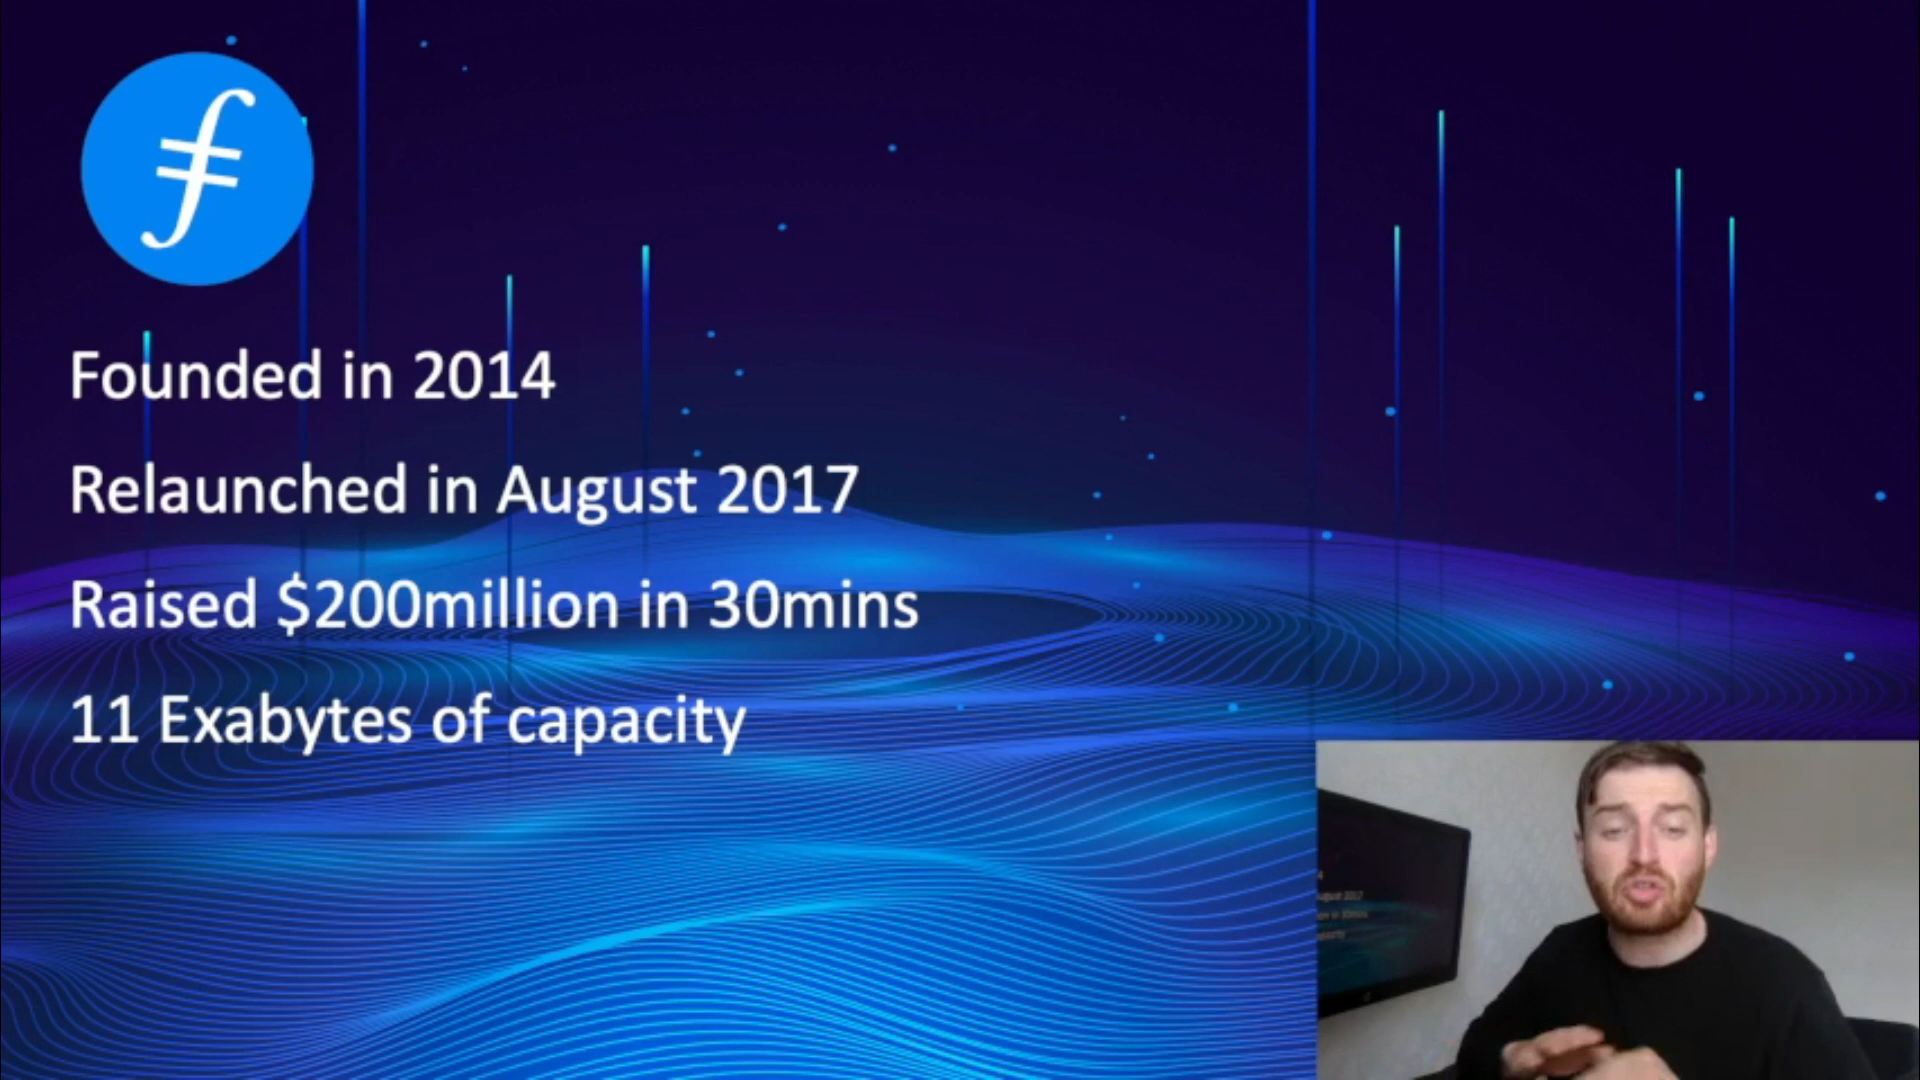 Founded in 2014
Relaunched in August 2017
Raised $200million in 30mins
11 Exabytes of capacity